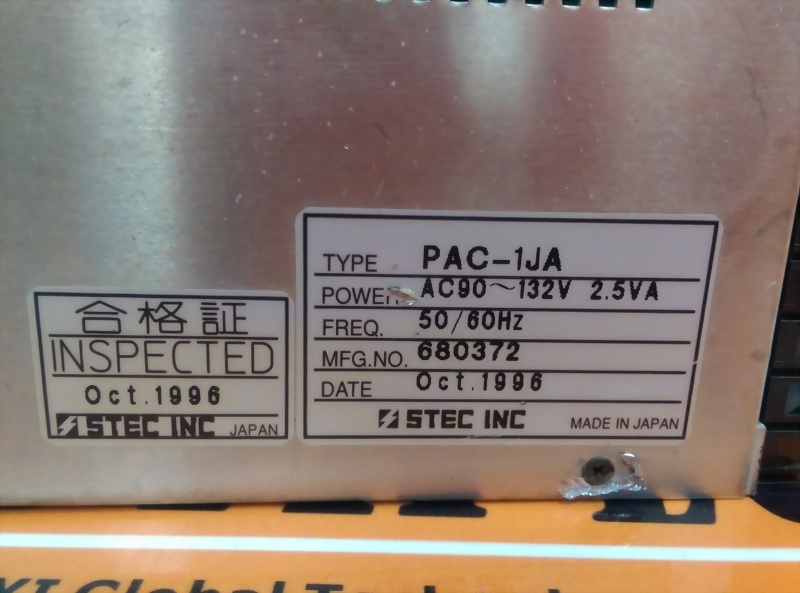 TYPE PAC-1JA
POWER AC90～132V 2.5VA
FREQ. 50/60Hz
MFG.NO. 680372
DATE Oct.1996
STEC INC MADE IN JAPAN
合格証
INSPECTED
Oct.1996
STEC INC JAPAN
Global